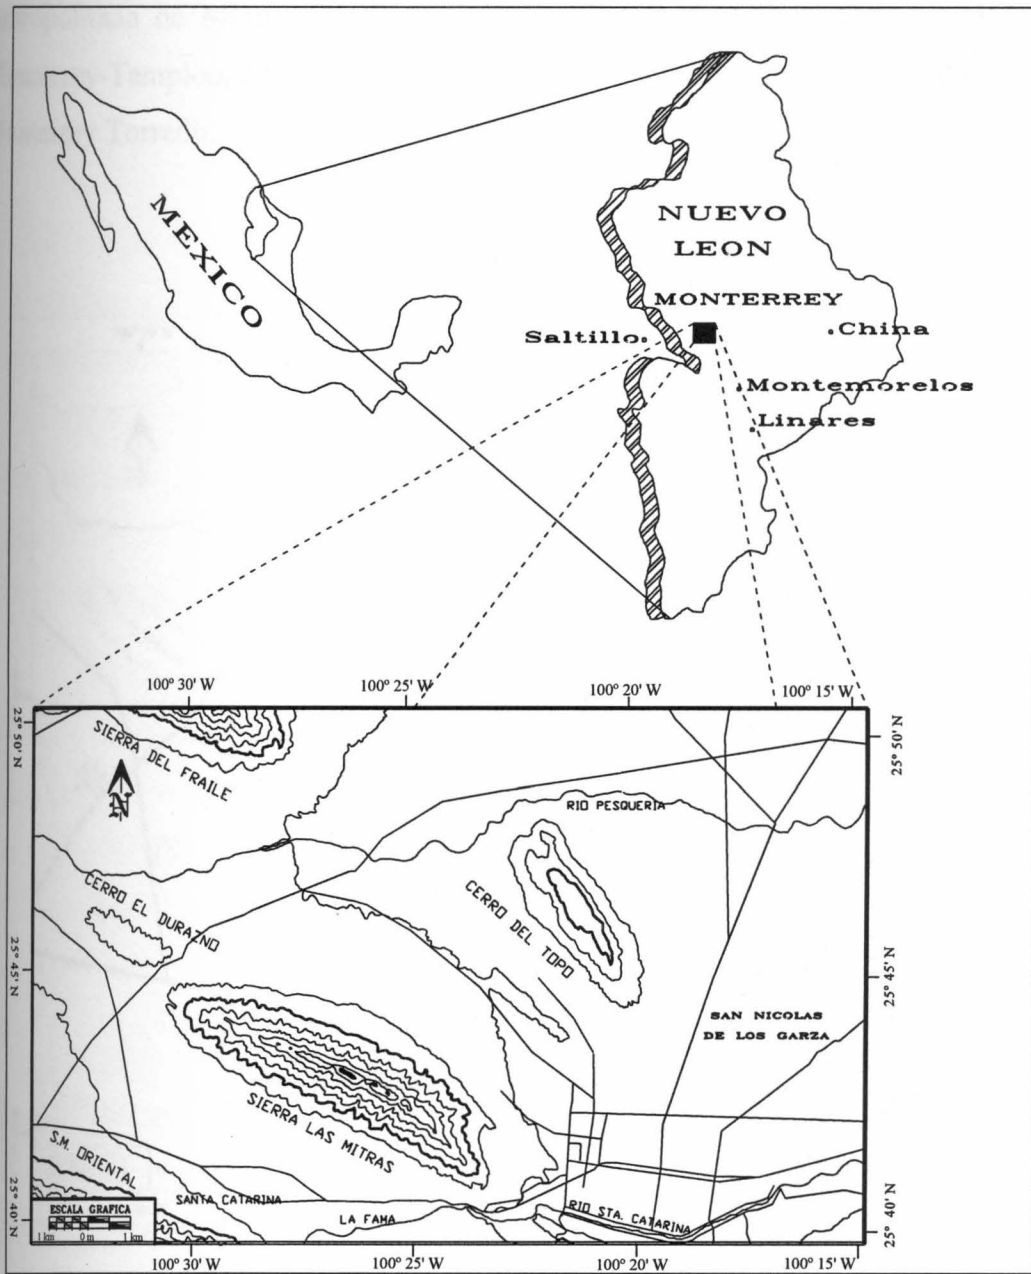 MEXICO
NUEVO
LEON
MONTERREY
Saltillo
China
Montemorelos
Linares
100° 30' W
100° 25' W
100° 20' W
100° 15' W
25° 50' N
25° 50' N
SIERRA DEL FRAILE
N
RIO PESQUERIA
CERRO EL DURAZNO
CERRO DEL TOPO
25° 45' N
25° 45' N
SAN NICOLAS
DE LOS GARZA
SIERRA LAS MITRAS
S.M. ORIENTAL
SANTA CATARINA
LA FAMA
RIO STA. CATARINA
25° 40' N
25° 40' N
ESCALA GRAFICA
1 km 0 m 1 km
100° 30' W
100° 25' W
100° 20' W
100° 15' W